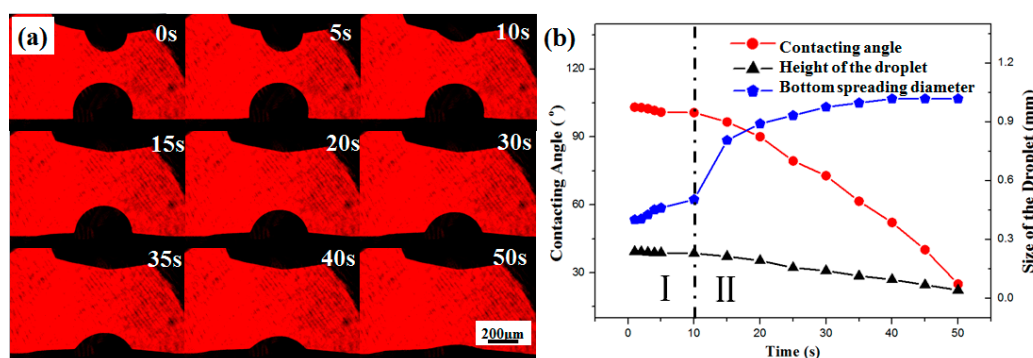 (a)
0s
5s
10s
15s
20s
30s
35s
40s
50s
200μm
(b)
Contacting angle
Height of the droplet
Bottom spreading diameter
Contacting Angle ( °)
120
90
60
30
I
II
0
10
20
30
40
50
Time (s)
1.2
0.9
0.6
0.3
0.0
Size of the Droplet (mm)